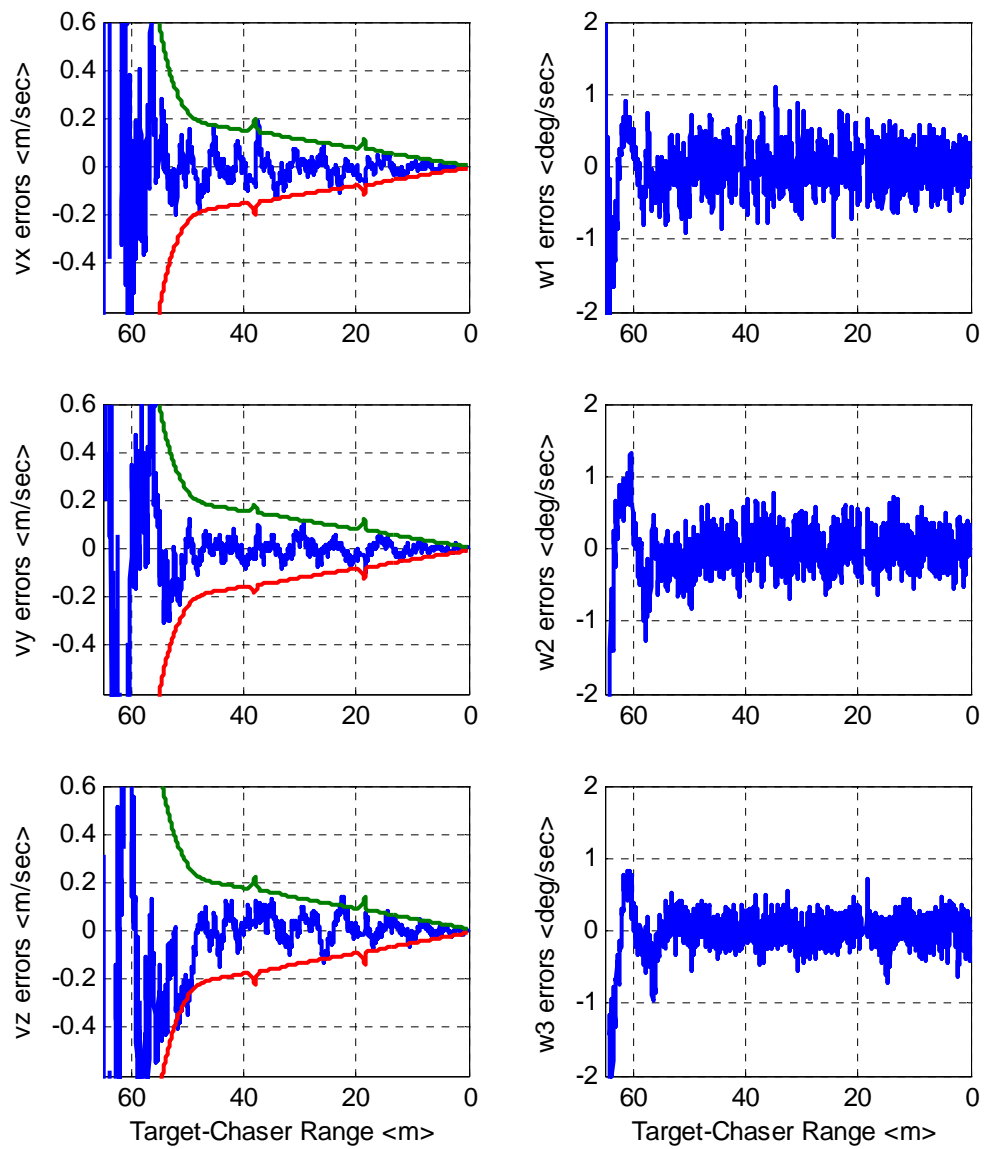 0.6
0.4
0.2
0
-0.2
-0.4
60 40 20 0
vx errors <m/sec>
2
1
0
-1
-2
60 40 20 0
w1 errors <deg/sec>
0.6
0.4
0.2
0
-0.2
-0.4
60 40 20 0
vy errors <m/sec>
2
1
0
-1
-2
60 40 20 0
w2 errors <deg/sec>
0.6
0.4
0.2
0
-0.2
-0.4
60 40 20 0
vz errors <m/sec>
Target-Chaser Range <m>
2
1
0
-1
-2
60 40 20 0
w3 errors <deg/sec>
Target-Chaser Range <m>